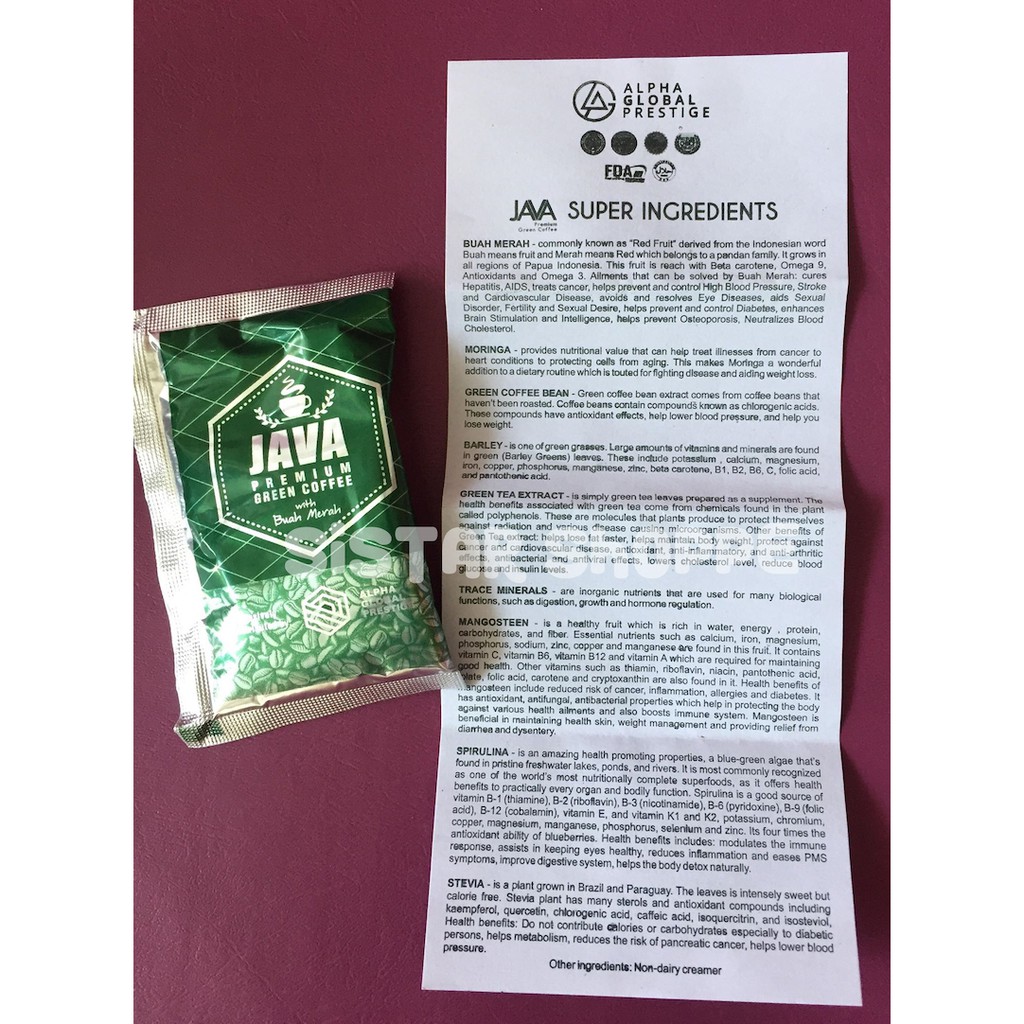 JAVA
PREMIUM
GREEN COFFEE
with
Buah Merah
ALPHA
GLOBAL
PRESTIGE
ALPHA
GLOBAL
PRESTIGE
FDA
JAVA SUPER INGREDIENTS
Premium
Green Coffee
BUAH MERAH - commonly known as "Red Fruit" derived from the Indonesian word
Buah means fruit and Merah means Red which belongs to a pandan family. It grows in
all regions of Papua Indonesia. This fruit is reach with Beta carotene, Omega 9,
Antioxidants and Omega 3. Ailments that can be solved by Buah Merah: cures
Hepatitis, AIDS, treats cancer, helps prevent and control High Blood Pressure, Stroke
and Cardiovascular Disease, avoids and resolves Eye Diseases, aids Sexual
Disorder, Fertility and Sexual Desire, helps prevent and control Diabetes, enhances
Brain Stimulation and Intelligence, helps prevent Osteoporosis, Neutralizes Blood
Cholesterol.
MORINGA - provides nutritional value that can help treat illnesses from cancer to
heart conditions to protecting cells from aging. This makes Moringa a wonderful
addition to a dietary routine which is touted for fighting disease and aiding weight loss.
GREEN COFFEE BEAN - Green coffee bean extract comes from coffee beans that
haven't been roasted. Coffee beans contain compounds known as chlorogenic acids.
These compounds have antioxidant effects, help lower blood pressure, and help you
lose weight.
BARLEY - is one of green grasses. Large amounts of vitamins and minerals are found
in green (Barley Greens) leaves. These include potassium , calcium, magnesium,
iron, copper, phosphorus, manganese, zinc, beta carotene, B1, B2, B6, C, folic acid,
and pantothenic acid.
GREEN TEA EXTRACT - is simply green tea leaves prepared as a supplement. The
health benefits associated with green tea come from chemicals found in the plant
called polyphenols. These are molecules that plants produce to protect themselves
against radiation and various disease causing microorganisms. Other benefits of
Green Tea extract: helps lose fat faster, helps maintain body weight, protect against
cancer and cardiovascular disease, antioxidant, anti-inflammatory, and anti-arthritic
effects, antibacterial and antiviral effects, lowers cholesterol level, reduce blood
glucose and insulin levels.
TRACE MINERALS - are inorganic nutrients that are used for many biological
functions, such as digestion, growth and hormone regulation.
MANGOSTEEN - is a healthy fruit which is rich in water, energy , protein,
carbohydrates, and fiber. Essential nutrients such as calcium, iron, magnesium,
phosphorus, sodium, zinc, copper and manganese are found in this fruit. It contains
vitamin C, vitamin B6, vitamin B12 and vitamin A which are required for maintaining
good health. Other vitamins such as thiamin, riboflavin, niacin, pantothenic acid,
folate, folic acid, carotene and cryptoxanthin are also found in it. Health benefits of
Mangosteen include reduced risk of cancer, inflammation, allergies and diabetes. It
has antioxidant, antifungal, antibacterial properties which help in protecting the body
against various health ailments and also boosts immune system. Mangosteen is
beneficial in maintaining health skin, weight management and providing relief from
diarrhea and dysentery.
SPIRULINA - is an amazing health promoting properties, a blue-green algae that's
found in pristine freshwater lakes, ponds, and rivers. It is most commonly recognized
as one of the world's most nutritionally complete superfoods, as it offers health
benefits to practically every organ and bodily function. Spirulina is a good source of
vitamin B-1 (thiamine), B-2 (riboflavin), B-3 (nicotinamide), B-6 (pyridoxine), B-9 (folic
acid), B-12 (cobalamin), vitamin E, and vitamin K1 and K2, potassium, chromium,
copper, magnesium, manganese, phosphorus, selenium and zinc. Its four times the
antioxidant ability of blueberries. Health benefits includes: modulates the immune
response, assists in keeping eyes healthy, reduces inflammation and eases PMS
symptoms, improve digestive system, helps the body detox naturally.
STEVIA - is a plant grown in Brazil and Paraguay. The leaves is intensely sweet but
calorie free. Stevia plant has many sterols and antioxidant compounds including
kaempferol, quercetin, chlorogenic acid, caffeic acid, isoquercitrin, and isosteviol,
Health benefits: Do not contribute calories or carbohydrates especially to diabetic
persons, helps metabolism, reduces the risk of pancreatic cancer, helps lower blood
pressure.
Other ingredients: Non-dairy creamer